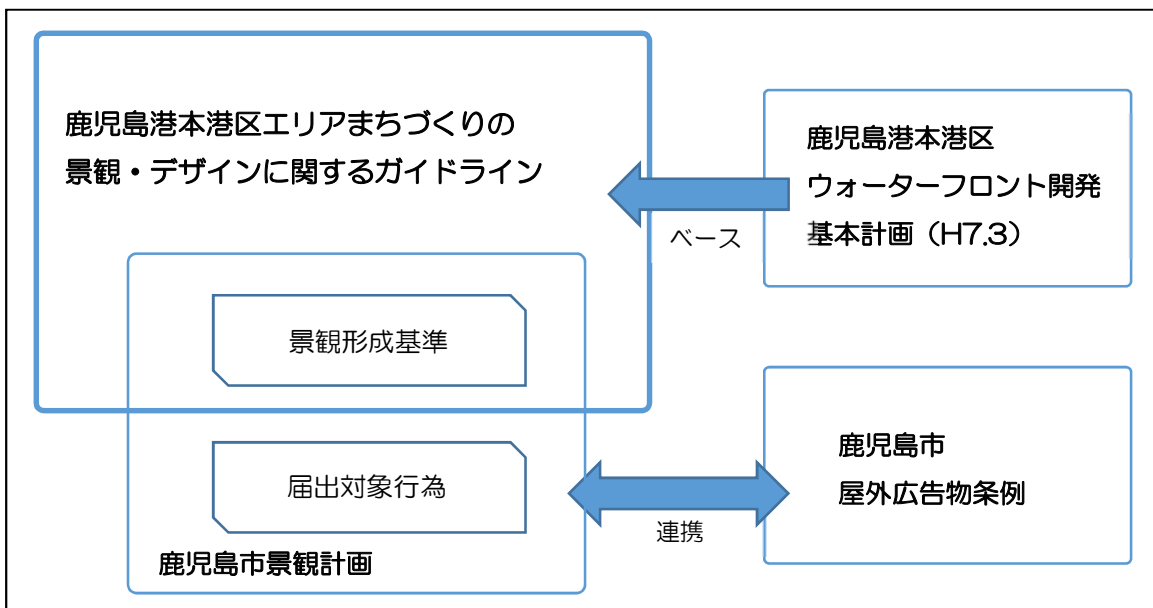 鹿児島港本港区エリアまちづくりの
景観・デザインに関するガイドライン
鹿児島港本港区
ウォーターフロント開発
基本計画（H7.3）
ベース
景観形成基準
届出対象行為
鹿児島市景観計画
連携
鹿児島市
屋外広告物条例